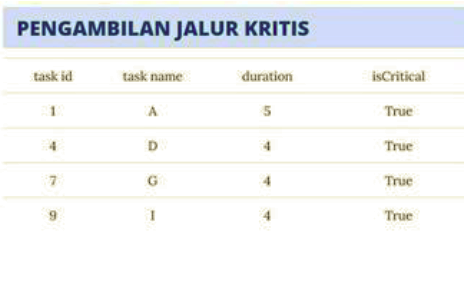 PENGAMBILAN JALUR KRITIS
task id task name duration isCritical
1 A 5 True
4 D 4 True
7 G 4 True
9 I 4 True